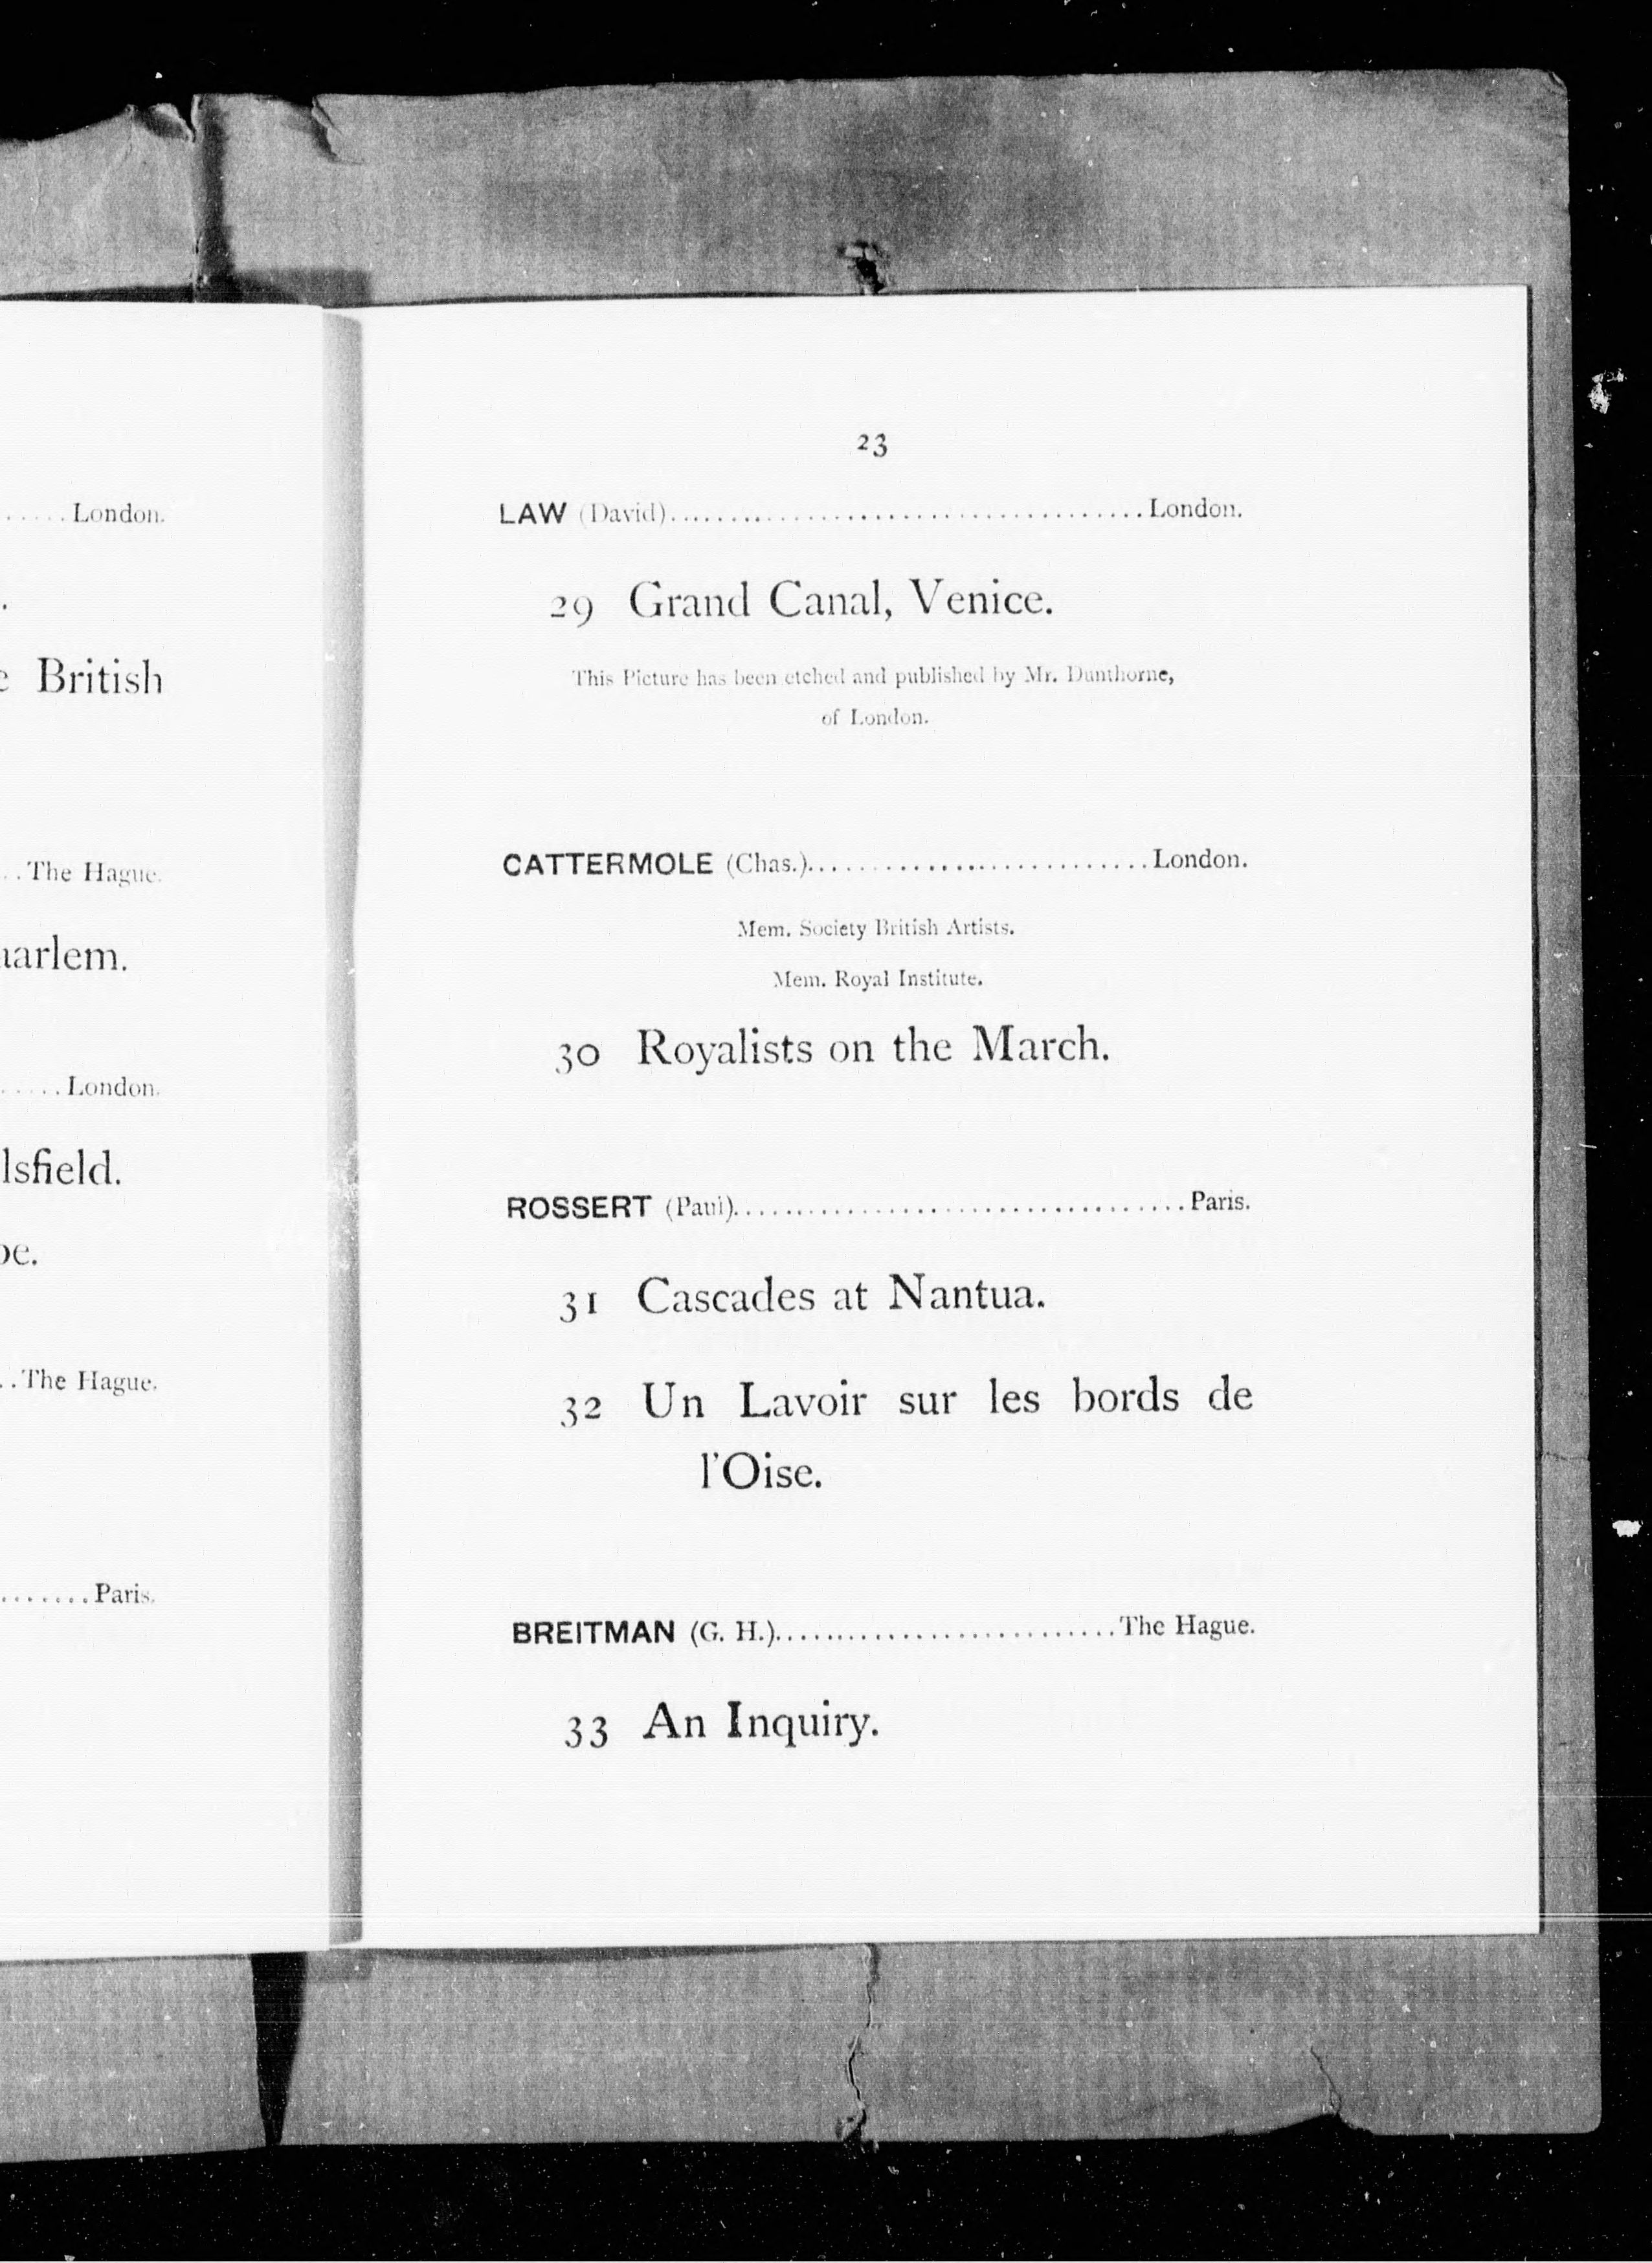 .....London.
.
British
..The Hague.
arlem.
.....London.
lsfield.
e.
..The Hague.
.......Paris.
23
LAW (David)......................................London.
29 Grand Canal, Venice.
This Picture has been etched and published by Mr. Dunthorne,
of London.
CATTERMOLE (Chas.)...........................London.
Mem. Society British Artists.
Mem. Royal Institute.
30 Royalists on the March.
ROSSERT (Paul)....................................Paris.
31 Cascades at Nantua.
32 Un Lavoir sur les bords de
l'Oise.
BREITMAN (G. H.)...........................The Hague.
33 An Inquiry.